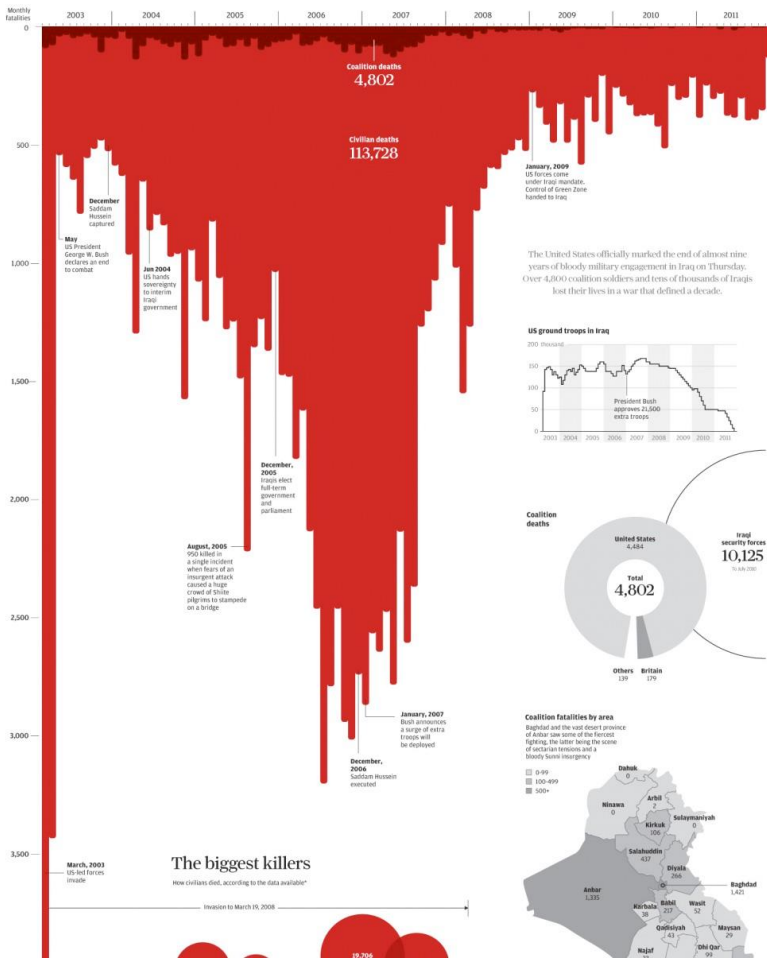 Monthly
fatalities
2003 2004 2005 2006 2007 2008 2009 2010 2011
0
500
1,000
1,500
2,000
2,500
3,000
3,500
Coalition deaths
4,802
Civilian deaths
113,728
May
US President
George W. Bush
declares an end
to combat
December
Saddam
Hussein
captured
Jun 2004
US hands
sovereignty
to interim
Iraqi
government
August, 2005
950 killed in
a single incident
when fears of an
insurgent attack
caused a huge
crowd of Shiite
pilgrims to stampede
on a bridge
December,
2005
Iraqis elect
full-term
government
and
parliament
December,
2006
Saddam Hussein
executed
January, 2007
Bush announces
a surge of extra
troops will
be deployed
January, 2009
US forces come
under Iraqi mandate.
Control of Green Zone
handed to Iraq
March, 2003
US-led forces
invade
The United States officially marked the end of almost nine
years of bloody military engagement in Iraq on Thursday.
Over 4,800 coalition soldiers and tens of thousands of Iraqis
lost their lives in a war that defined a decade.
US ground troops in Iraq
200 thousand
150
100
50
0
President Bush
approves 21,500
extra troops
2003 2004 2005 2006 2007 2008 2009 2010 2011
Coalition
deaths
United States
4,484
Total
4,802
Others
139
Britain
179
Iraqi
security forces
10,125
To July 2010
Coalition fatalities by area
Baghdad and the vast desert province
of Anbar saw some of the fiercest
fighting, the latter being the scene
of sectarian tensions and a
bloody Sunni insurgency
0-99
100-499
500+
Dahuk
0
Ninawa
0
Arbil
2
Sulaymaniyah
0
Kirkuk
106
Salahuddin
437
Diyala
266
Anbar
1,335
Baghdad
1,421
Karbala
38
Babil
217
Wasit
52
Qadisiyah
43
Maysan
29
Najaf
Dhi Qar
99
The biggest killers
How civilians died, according to the data available*
Invasion to March 19, 2008
19,706